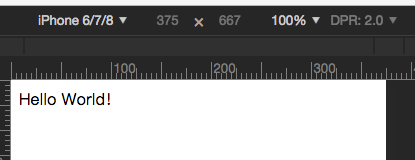 iPhone 6/7/8 ▼ 375 × 667 100% ▼ DPR: 2.0 ▼
100 200 300
Hello World!